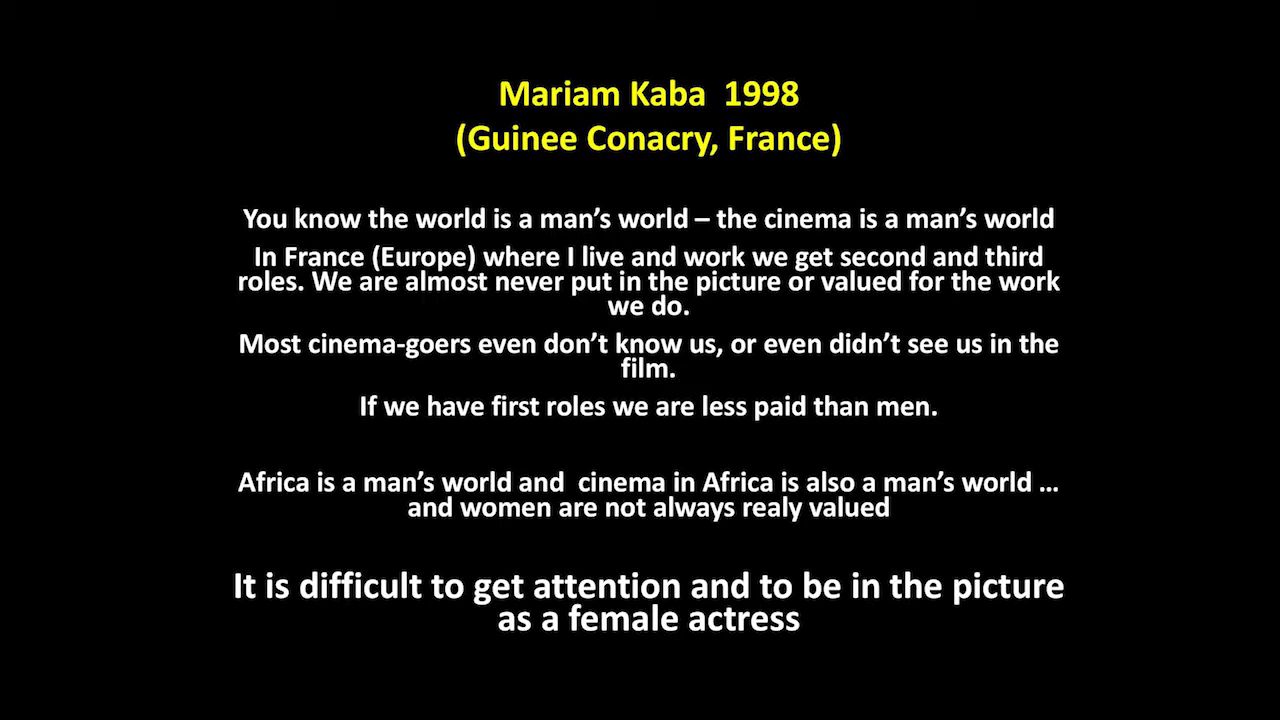 Mariam Kaba  1998
(Guinee Conacry, France)
You know the world is a man’s world – the cinema is a man’s world
In France (Europe) where I live and work we get second and third
roles. We are almost never put in the picture or valued for the work
we do.
Most cinema-goers even don’t know us, or even didn’t see us in the
film.
If we have first roles we are less paid than men.
Africa is a man’s world and  cinema in Africa is also a man’s world …
and women are not always realy valued
It is difficult to get attention and to be in the picture
as a female actress